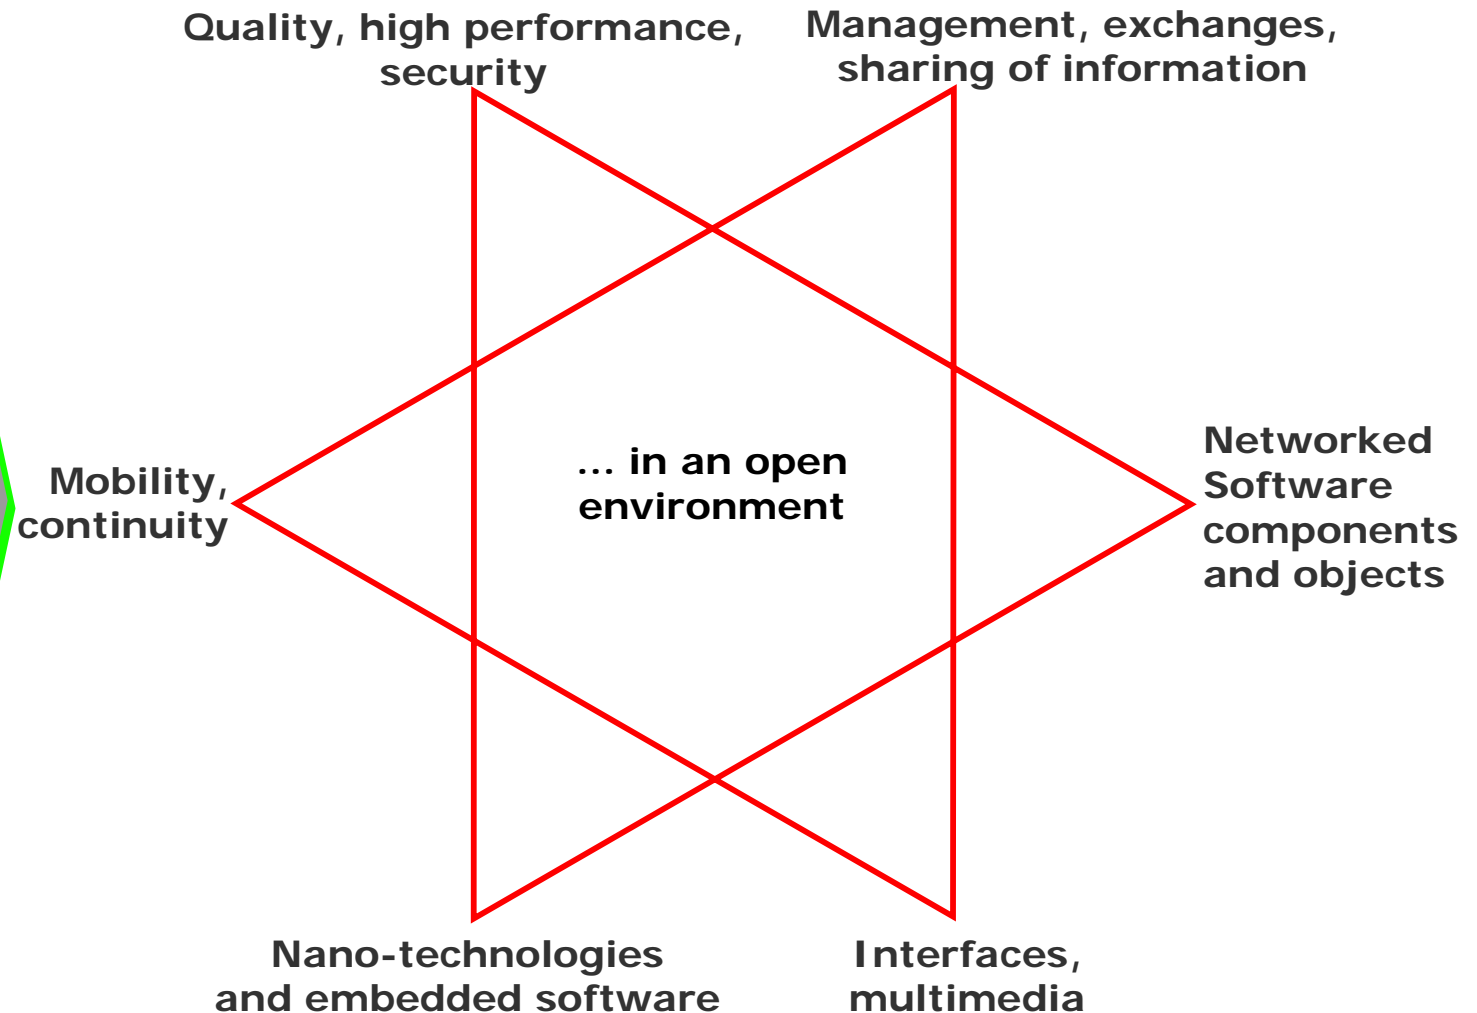 Quality, high performance,
security
Management, exchanges,
sharing of information
Mobility,
continuity
... in an open
environment
Networked
Software
components
and objects
Nano-technologies
and embedded software
Interfaces,
multimedia